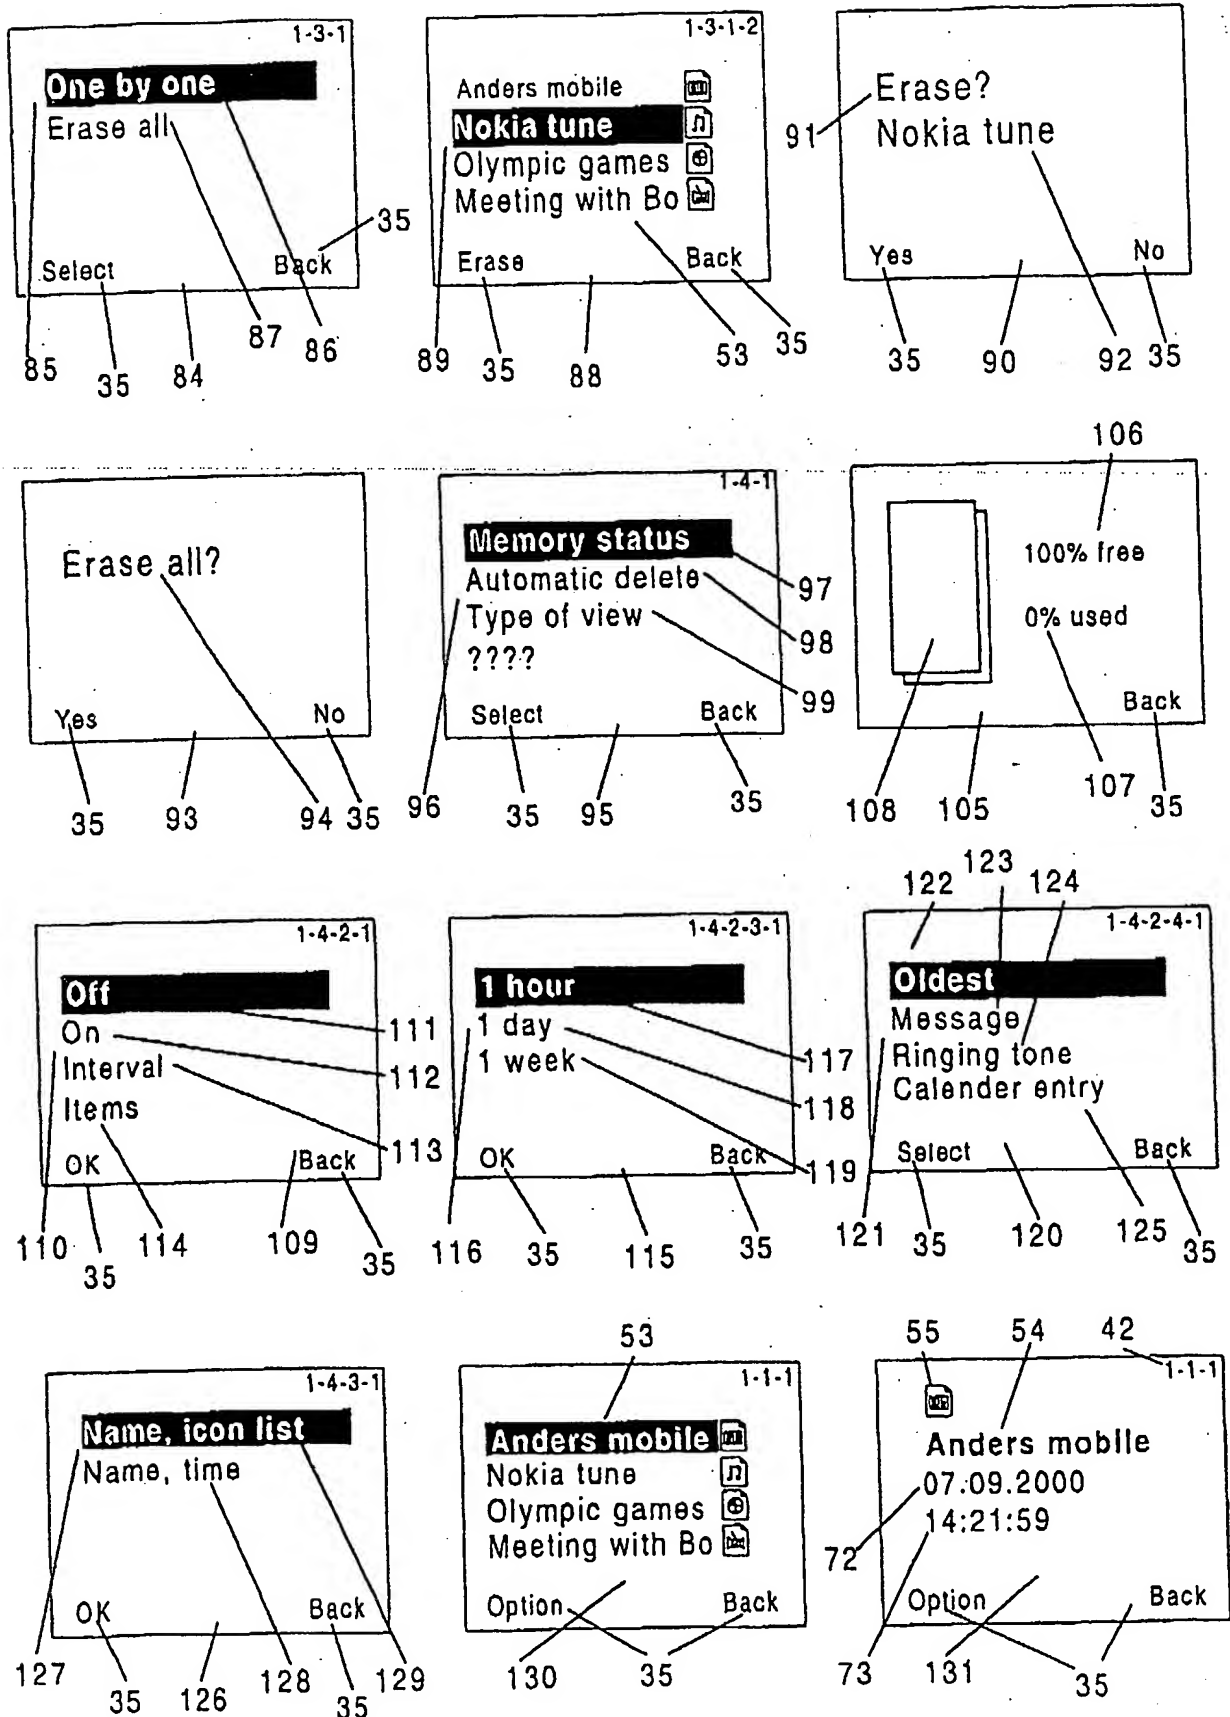 1-3-1
One by one
Erase all
Select Back
35
85 35 84 87 86
1-3-1-2
Anders mobile
Nokia tune
Olympic games
Meeting with Bo
Erase Back
89 35 88 53 35
Erase?
Nokia tune
91
Yes No
35 90 92 35
Erase all?
Yes No
35 93 94 35
1-4-1
Memory status
Automatic delete
Type of view
????
Select Back
97
98
99
96 35 95 35
106
100% free
0% used
Back
108 105 107 35
1-4-2-1
Off
On
Interval
Items
OK Back
111
112
113
110 35 114 109 35
1-4-2-3-1
1 hour
1 day
1 week
OK Back
117
118
119
116 35 115 35
122 123 124
1-4-2-4-1
Oldest
Message
Ringing tone
Calender entry
Select Back
121 35 120 125 35
1-4-3-1
Name, icon list
Name, time
OK Back
127 35 126 128 35 129
53
1-1-1
Anders mobile
Nokia tune
Olympic games
Meeting with Bo
Option Back
130 35
55 54 42
1-1-1
Anders mobile
07.09.2000
14:21:59
72
Option Back
73 131 35